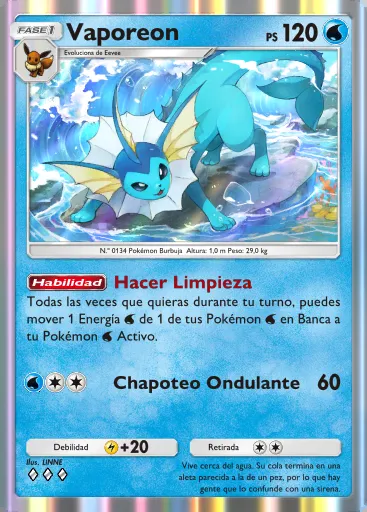 FASE 1
Vaporeon
PS 120
Evoluciona de Eevee
N.º 0134 Pokémon Burbuja Altura: 1,0 m Peso: 29,0 kg
Habilidad Hacer Limpieza
Todas las veces que quieras durante tu turno, puedes
mover 1 Energía de 1 de tus Pokémon en Banca a
tu Pokémon Activo.
Chapoteo Ondulante 60
Debilidad +20 Retirada
Ilus. LINNE
Vive cerca del agua. Su cola termina en una
aleta parecida a la de un pez, por lo que hay
gente que lo confunde con una sirena.